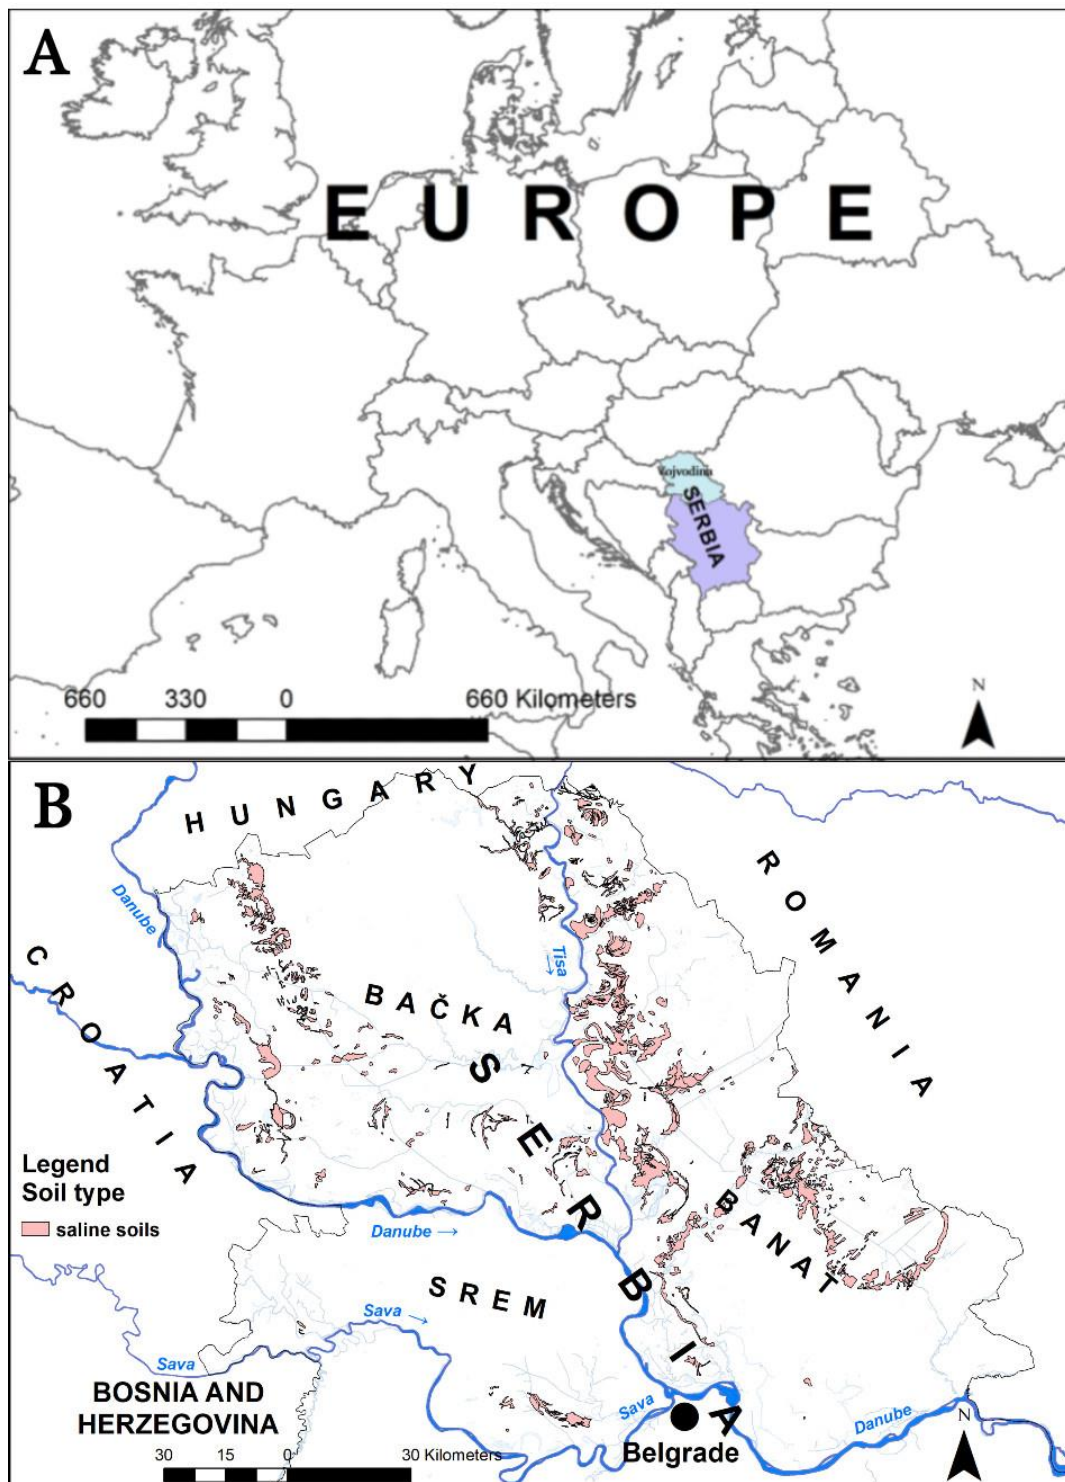 A
EUROPE
Vojvodina
SERBIA
660 330 0 660 Kilometers
N
B
HUNGARY
ROMANIA
Danube
CROATIA
Tisa
→
BAČKA
SERBIA
Legend
Soil type
saline soils
BANAT
Danube →
SREM
Sava →
Sava
BOSNIA AND
HERZEGOVINA
Sava
Belgrade
Danube
N
30 15 0 30 Kilometers